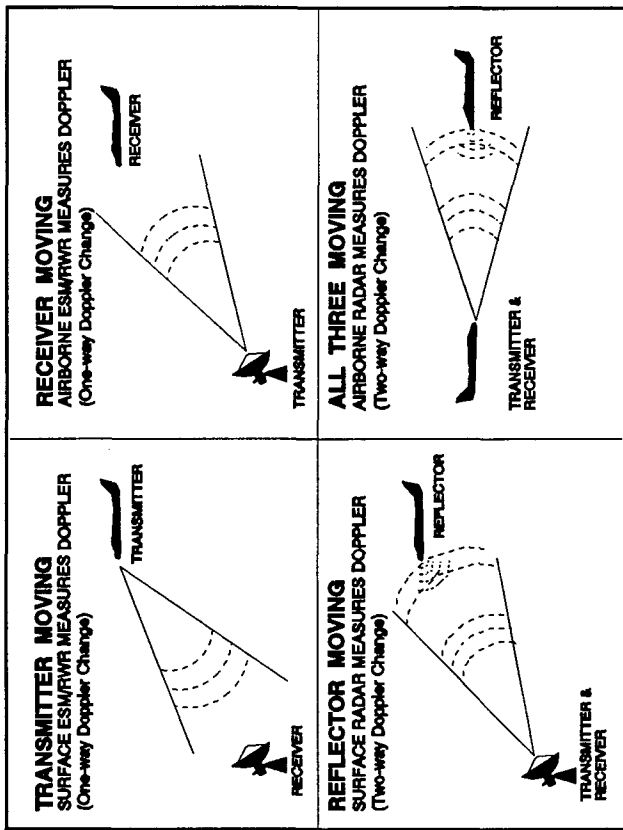 TRANSMITTER MOVING
SURFACE ESM/RWR MEASURES DOPPLER
(One-way Doppler Change)
TRANSMITTER
RECEIVER
RECEIVER MOVING
AIRBORNE ESM/RWR MEASURES DOPPLER
(One-way Doppler Change)
RECEIVER
TRANSMITTER
REFLECTOR MOVING
SURFACE RADAR MEASURES DOPPLER
(Two-way Doppler Change)
REFLECTOR
TRANSMITTER &
RECEIVER
ALL THREE MOVING
AIRBORNE RADAR MEASURES DOPPLER
(Two-way Doppler Change)
REFLECTOR
TRANSMITTER &
RECEIVER